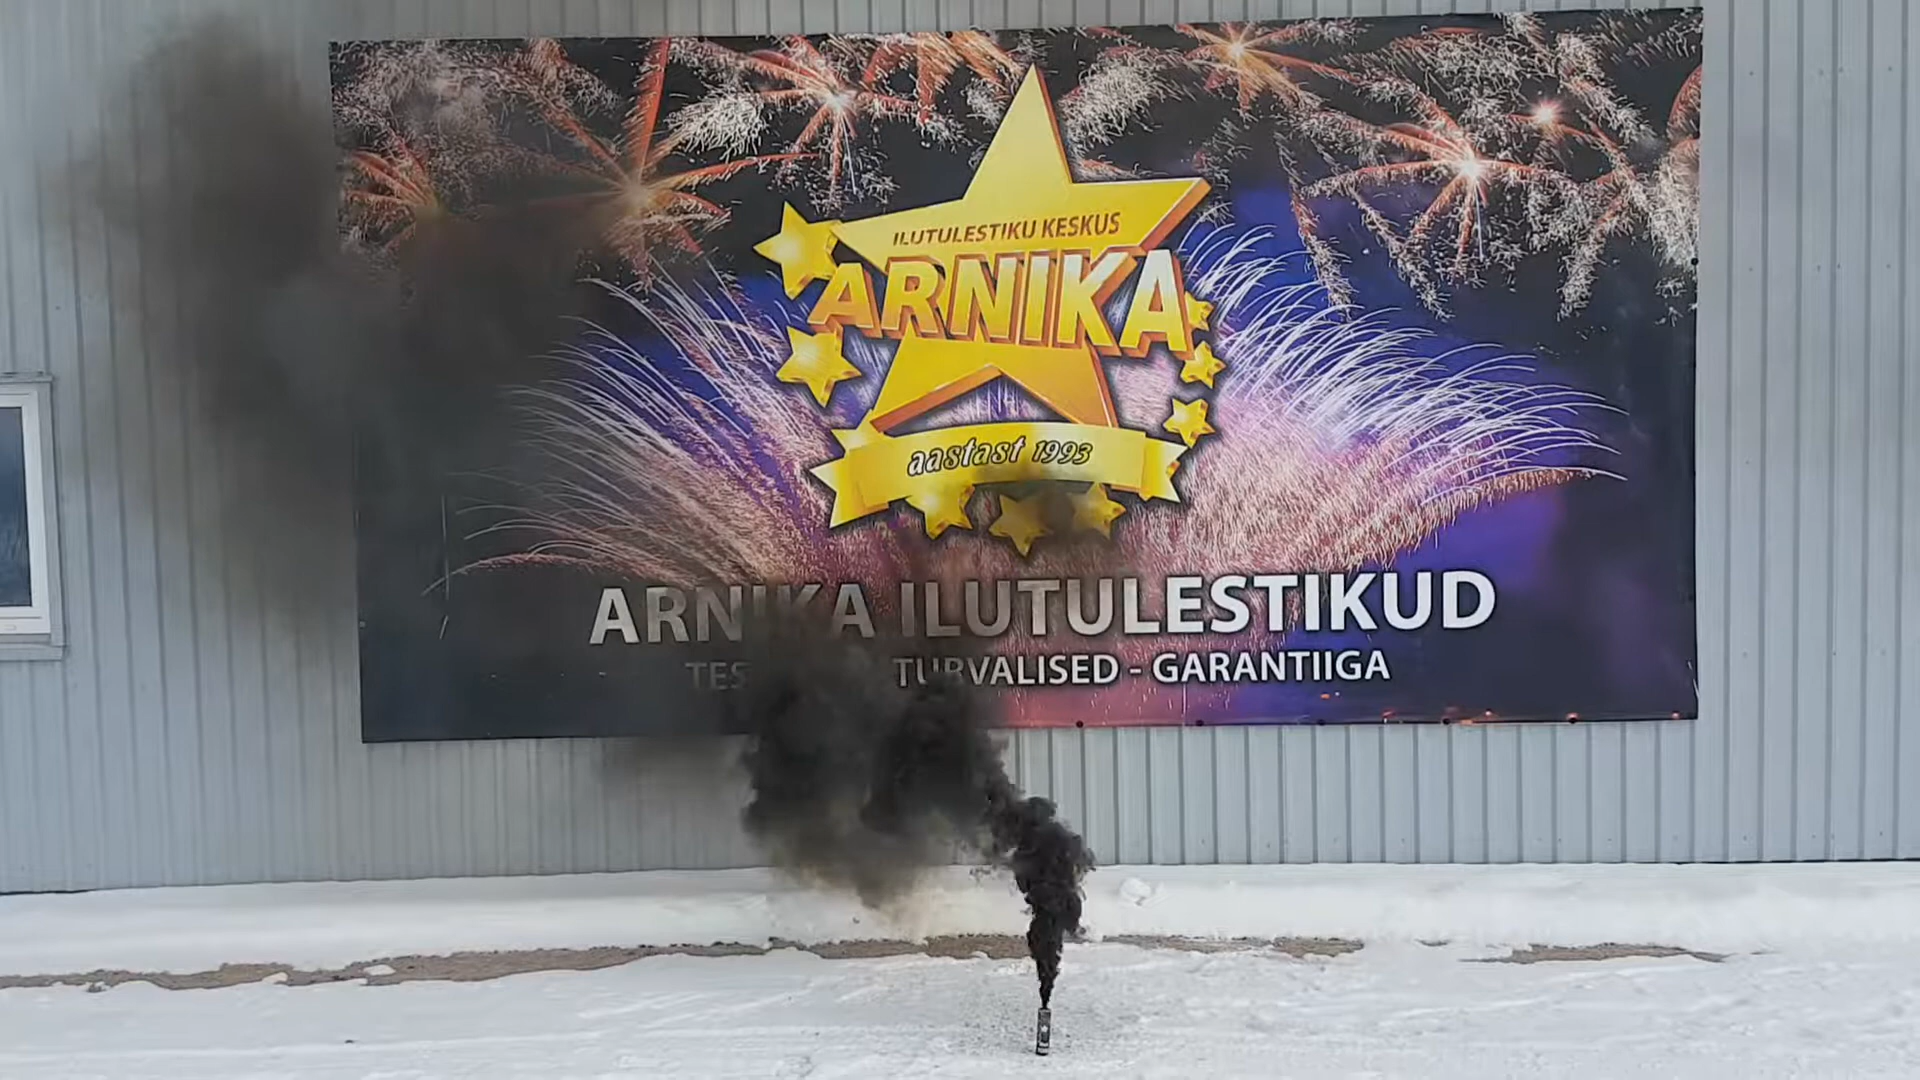 ILUTULESTIKU KESKUS
ARNIKA
aastast 1993
ARNIKA ILUTULESTIKUD
TURVALISED - GARANTIIGA